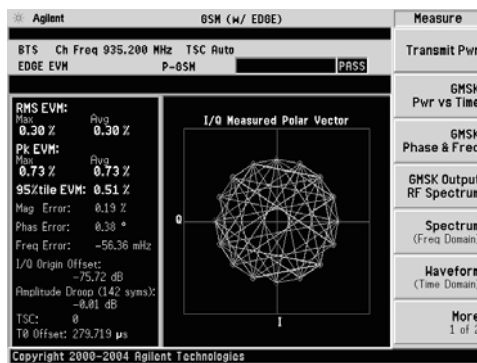 Agilent
GSM (w/ EDGE)
Measure
BTS Ch Freq 935.200 MHz TSC Auto
EDGE EVM P-GSM PASS
RMS EVM:
Max Avg
0.30 % 0.30 %
Pk EVM:
Max Avg
0.73 % 0.73 %
95%tile EVM: 0.51 %
Mag Error: 0.19 %
Phas Error: 0.38 °
Freq Error: -56.36 mHz
I/Q Origin Offset:
-75.72 dB
Amplitude Droop (142 syms):
-0.01 dB
TSC: 0
T0 Offset: 279.719 µs
I/Q Measured Polar Vector
Q
I
Transmit Pwr
GMSK
Pwr vs Time
GMSK
Phase & Freq
GMSK Output
RF Spectrum
Spectrum
(Freq Domain)
Waveform
(Time Domain)
More
1 of 2
Copyright 2000-2004 Agilent Technologies